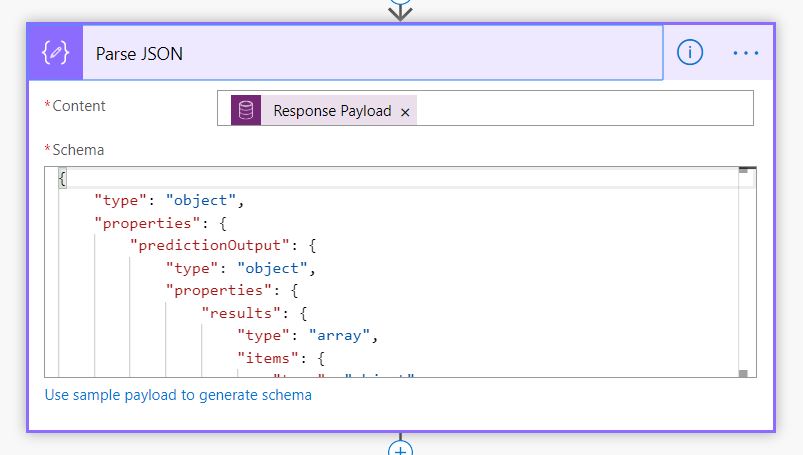 Parse JSON
*Content
Response Payload ×
*Schema
{
"type": "object",
"properties": {
"predictionOutput": {
"type": "object",
"properties": {
"results": {
"type": "array",
"items": {
Use sample payload to generate schema